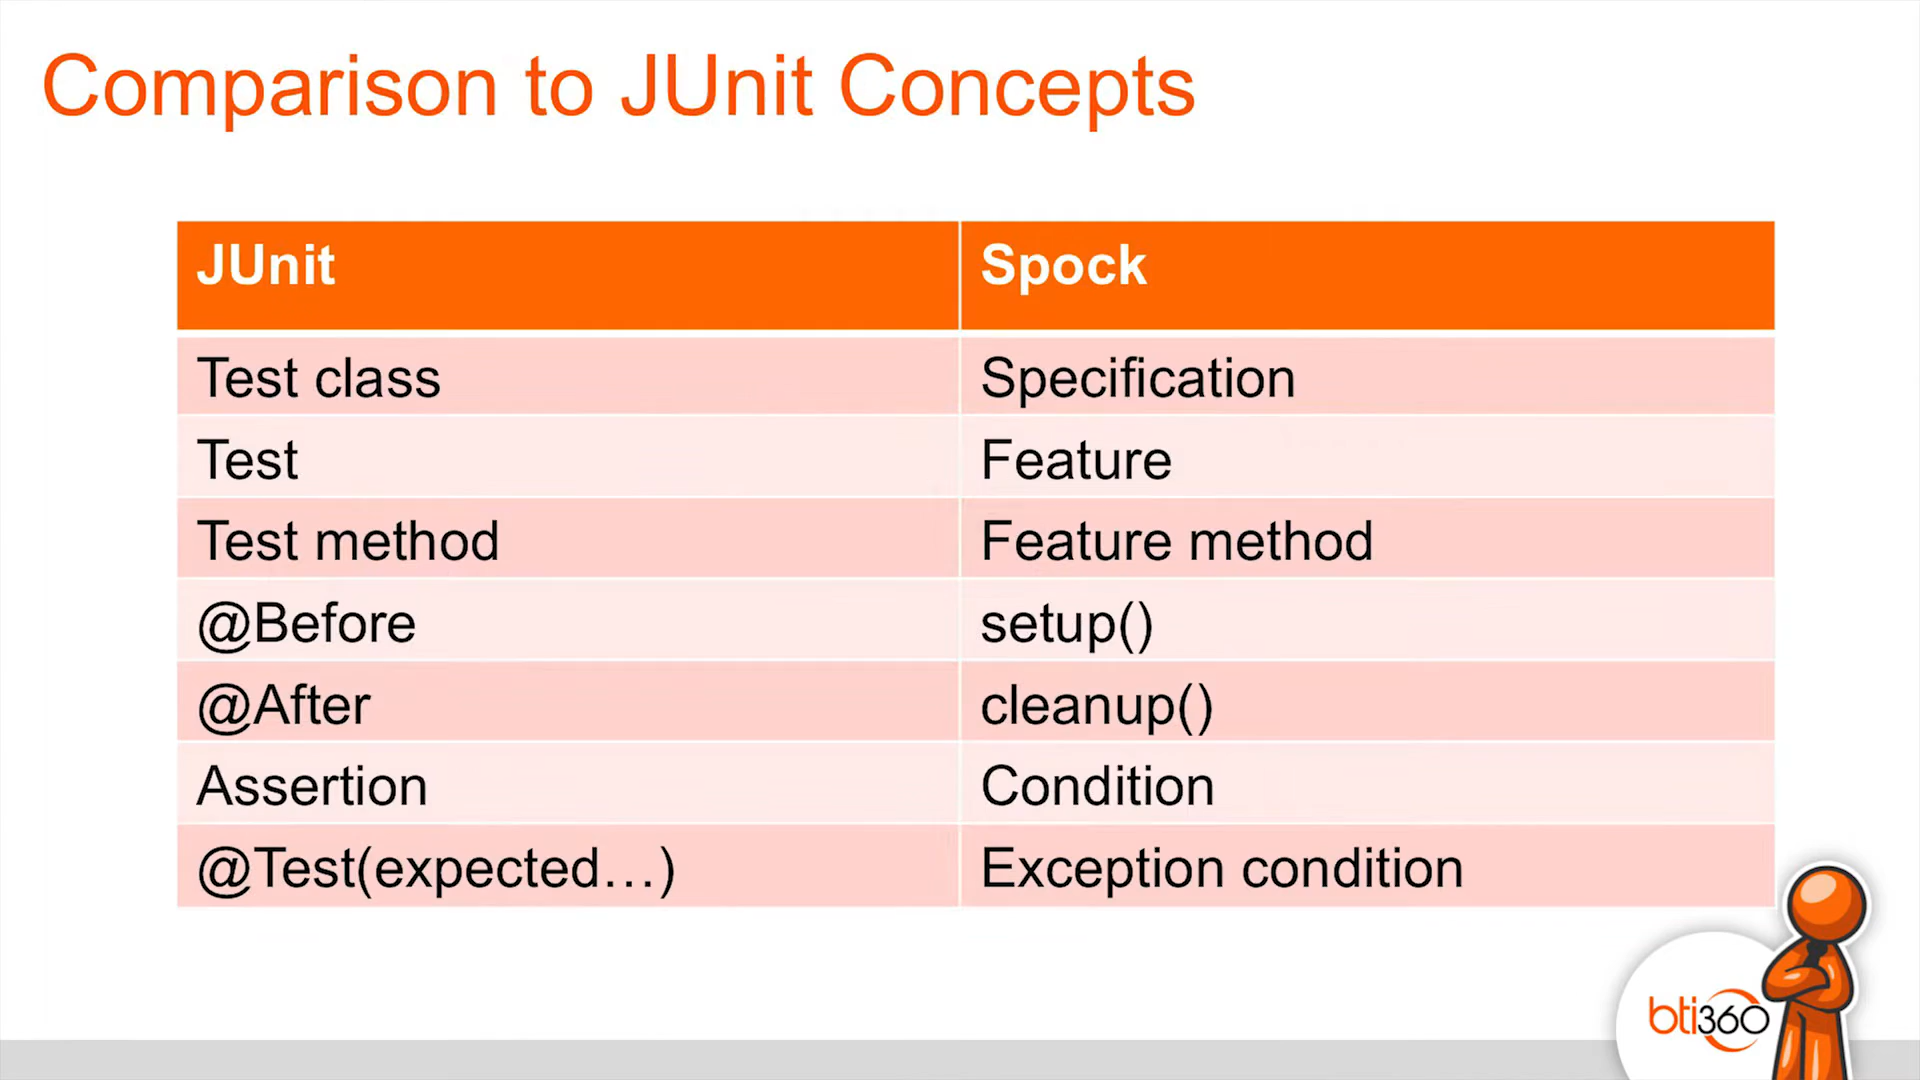 Comparison to JUnit Concepts
JUnit Spock
Test class Specification
Test Feature
Test method Feature method
@Before setup()
@After cleanup()
Assertion Condition
@Test(expected…) Exception condition
bti360